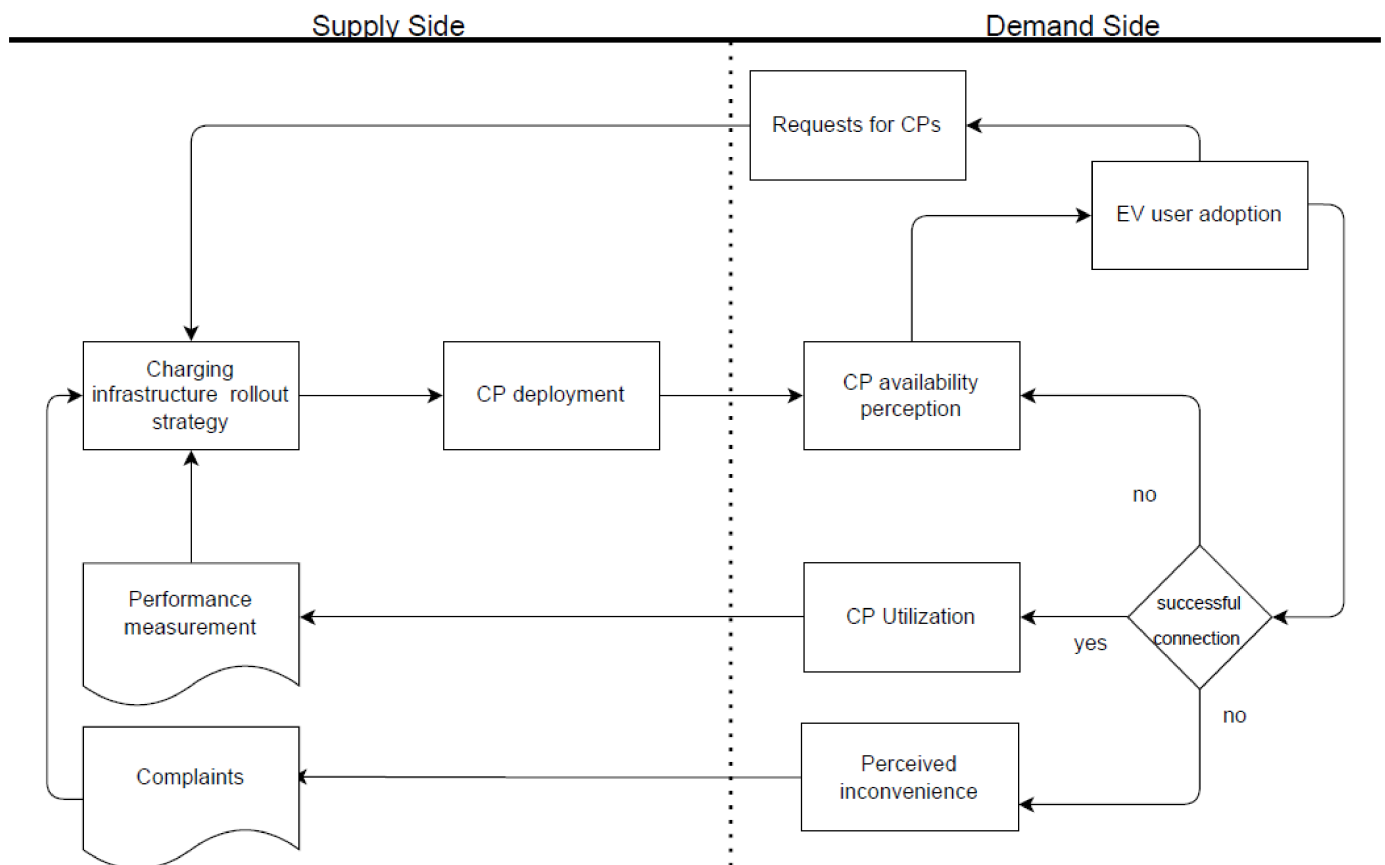 Supply Side
Demand Side
Requests for CPs
EV user adoption
Charging
infrastructure rollout
strategy
CP deployment
CP availability
perception
no
Performance
measurement
CP Utilization
successful
connection
yes
no
Complaints
Perceived
inconvenience